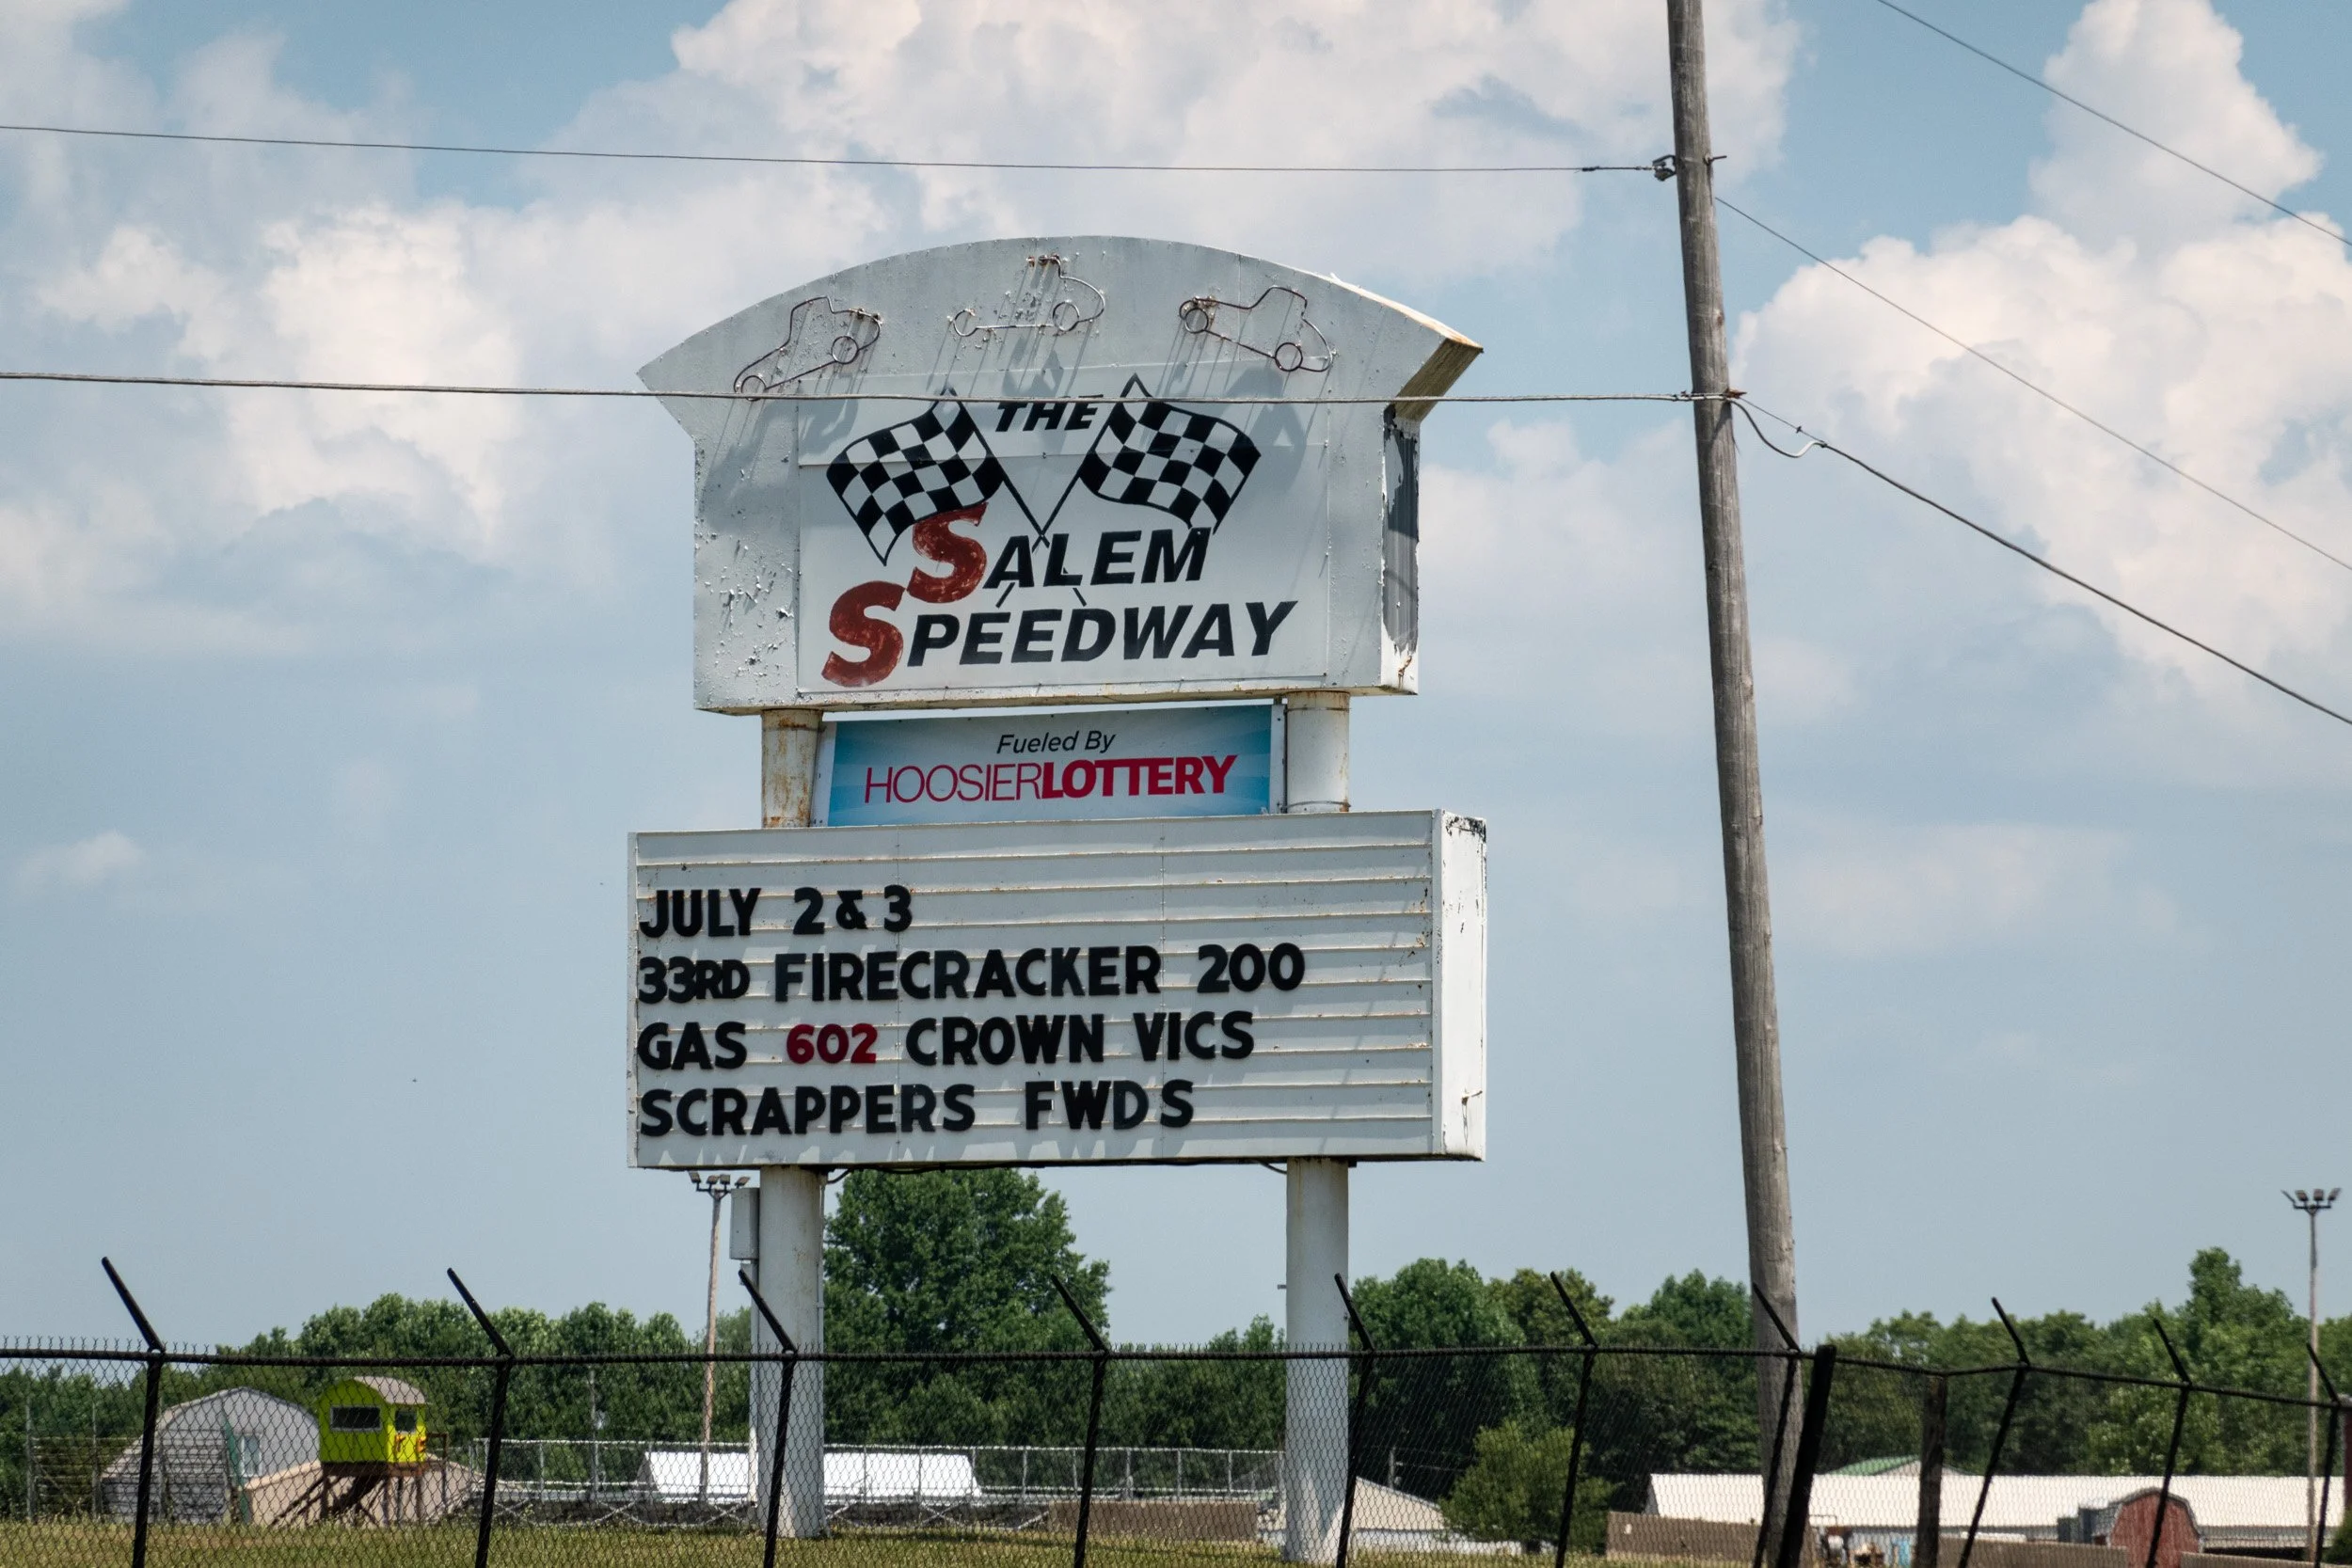 THE
SALEM
SPEEDWAY
Fueled By
HOOSIERLOTTERY
JULY 2 & 3
33RD FIRECRACKER 200
GAS 602 CROWN VICS
SCRAPPERS FWDS